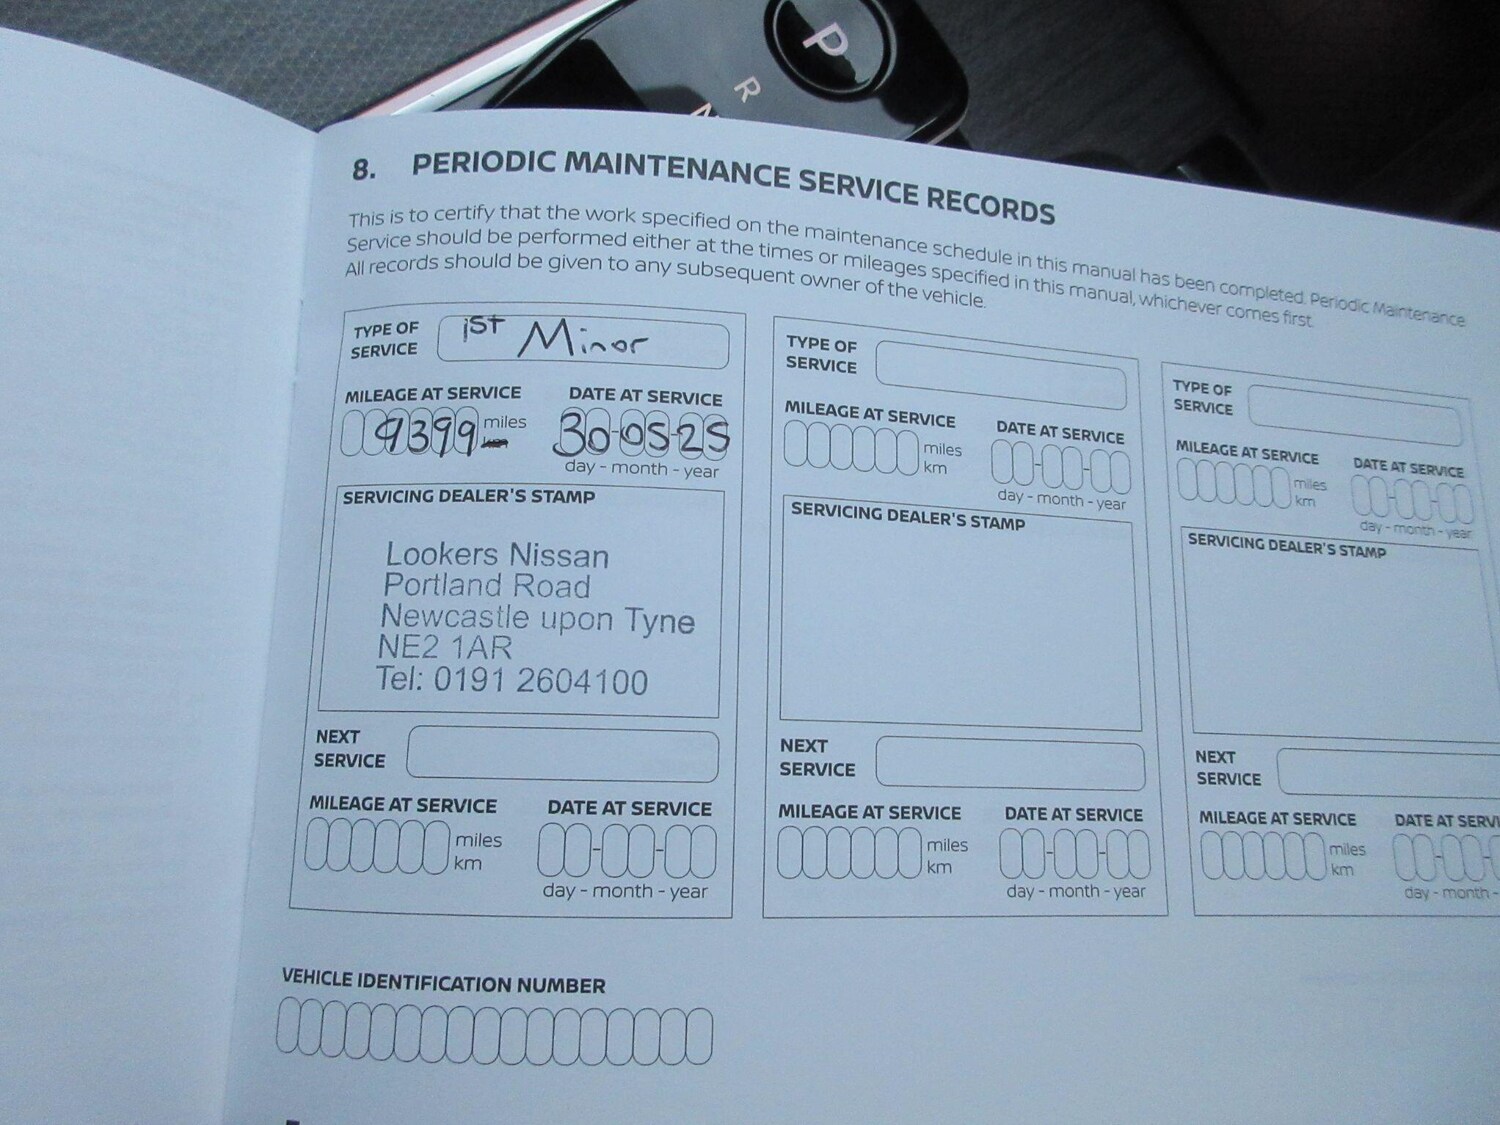 P
R
N
8. PERIODIC MAINTENANCE SERVICE RECORDS
This is to certify that the work specified on the maintenance schedule in this manual has been completed. Periodic Maintenance
Service should be performed either at the times or mileages specified in this manual, whichever comes first.
All records should be given to any subsequent owner of the vehicle.
TYPE OF
SERVICE
1st Minor
MILEAGE AT SERVICE
9399 miles
km
DATE AT SERVICE
30-05-25
day - month - year
SERVICING DEALER'S STAMP
Lookers Nissan
Portland Road
Newcastle upon Tyne
NE2 1AR
Tel: 0191 2604100
NEXT
SERVICE
MILEAGE AT SERVICE
miles
km
DATE AT SERVICE
day - month - year
TYPE OF
SERVICE
MILEAGE AT SERVICE
miles
km
DATE AT SERVICE
day - month - year
SERVICING DEALER'S STAMP
NEXT
SERVICE
MILEAGE AT SERVICE
miles
km
DATE AT SERVICE
day - month - year
TYPE OF
SERVICE
MILEAGE AT SERVICE
miles
km
DATE AT SERVICE
day - month - year
SERVICING DEALER'S STAMP
NEXT
SERVICE
MILEAGE AT SERVICE
miles
km
DATE AT SERVI
day - month -
VEHICLE IDENTIFICATION NUMBER